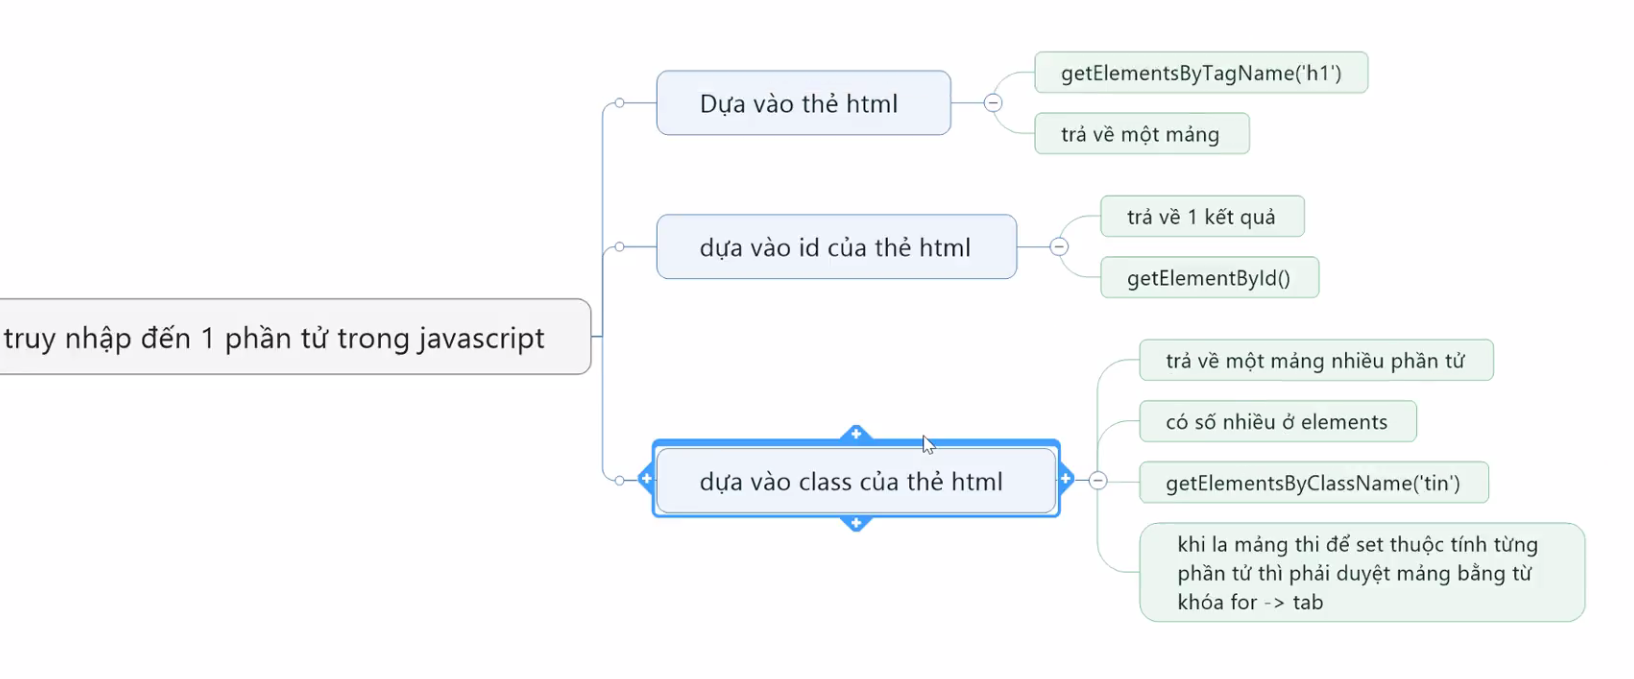 truy nhập đến 1 phần tử trong javascript
Dựa vào thẻ html
getElementsByTagName('h1')
trả về một mảng
dựa vào id của thẻ html
trả về 1 kết quả
getElementById()
dựa vào class của thẻ html
trả về một mảng nhiều phần tử
có số nhiều ở elements
getElementsByClassName('tin')
khi la mảng thi để set thuộc tính từng
phần tử thì phải duyệt mảng bằng từ
khóa for -> tab